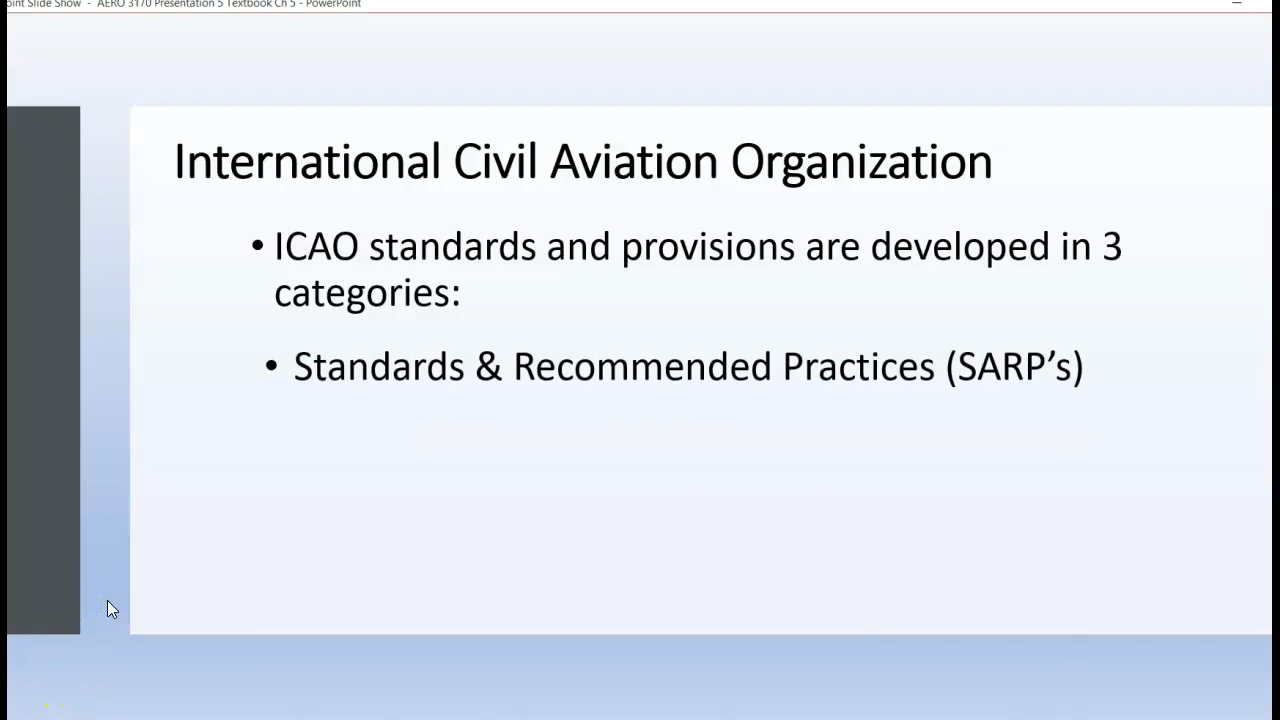 oint Slide Show - AERO 3170 Presentation 5 Textbook Ch 5 - PowerPoint
International Civil Aviation Organization
• ICAO standards and provisions are developed in 3
categories:
• Standards & Recommended Practices (SARP’s)